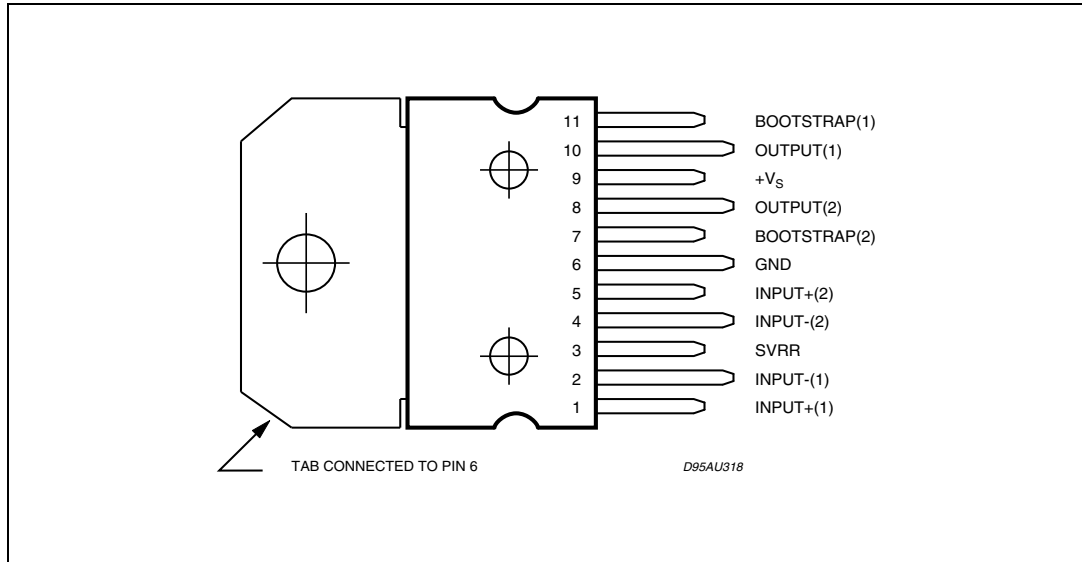 11 BOOTSTRAP(1)
10 OUTPUT(1)
9 +VS
8 OUTPUT(2)
7 BOOTSTRAP(2)
6 GND
5 INPUT+(2)
4 INPUT-(2)
3 SVRR
2 INPUT-(1)
1 INPUT+(1)
TAB CONNECTED TO PIN 6
D95AU318